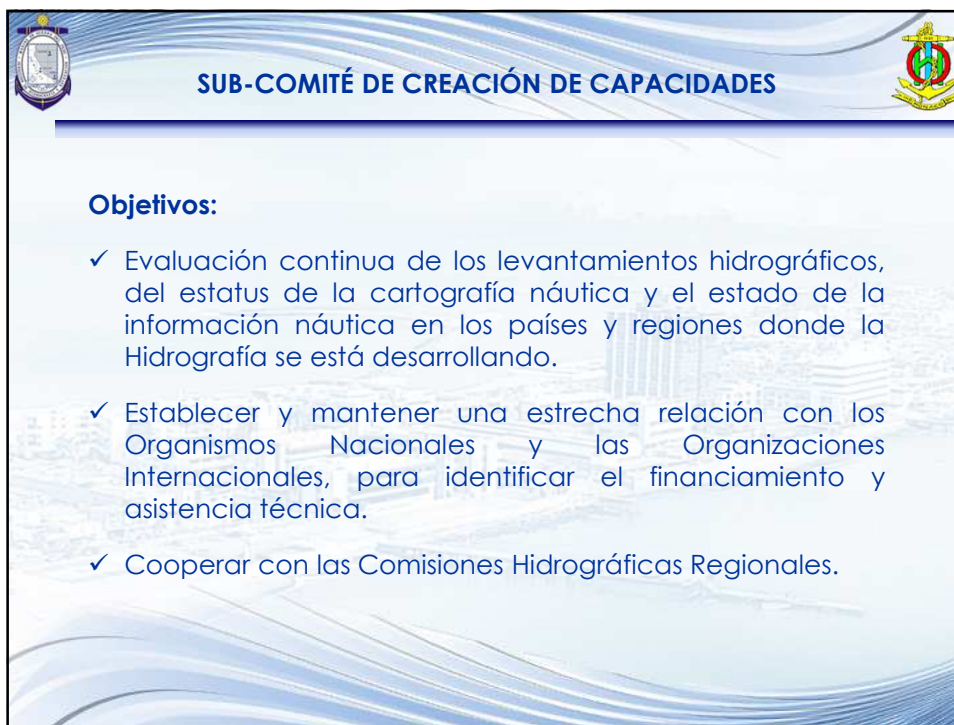 SUB-COMITÉ DE CREACIÓN DE CAPACIDADES
Objetivos:
✓ Evaluación continua de los levantamientos hidrográficos,
del estatus de la cartografía náutica y el estado de la
información náutica en los países y regiones donde la
Hidrografía se está desarrollando.
✓ Establecer y mantener una estrecha relación con los
Organismos Nacionales y las Organizaciones
Internacionales, para identificar el financiamiento y
asistencia técnica.
✓ Cooperar con las Comisiones Hidrográficas Regionales.